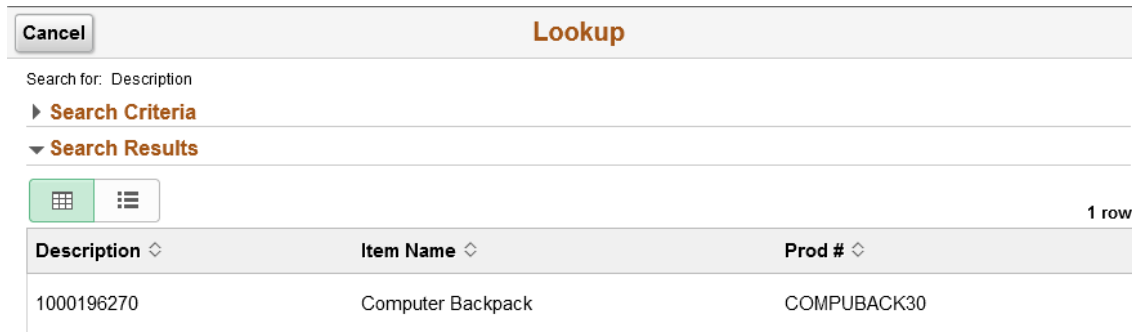 Cancel
Lookup
Search for: Description
Search Criteria
Search Results
1 row
Description Item Name Prod #
1000196270 Computer Backpack COMPUBACK30